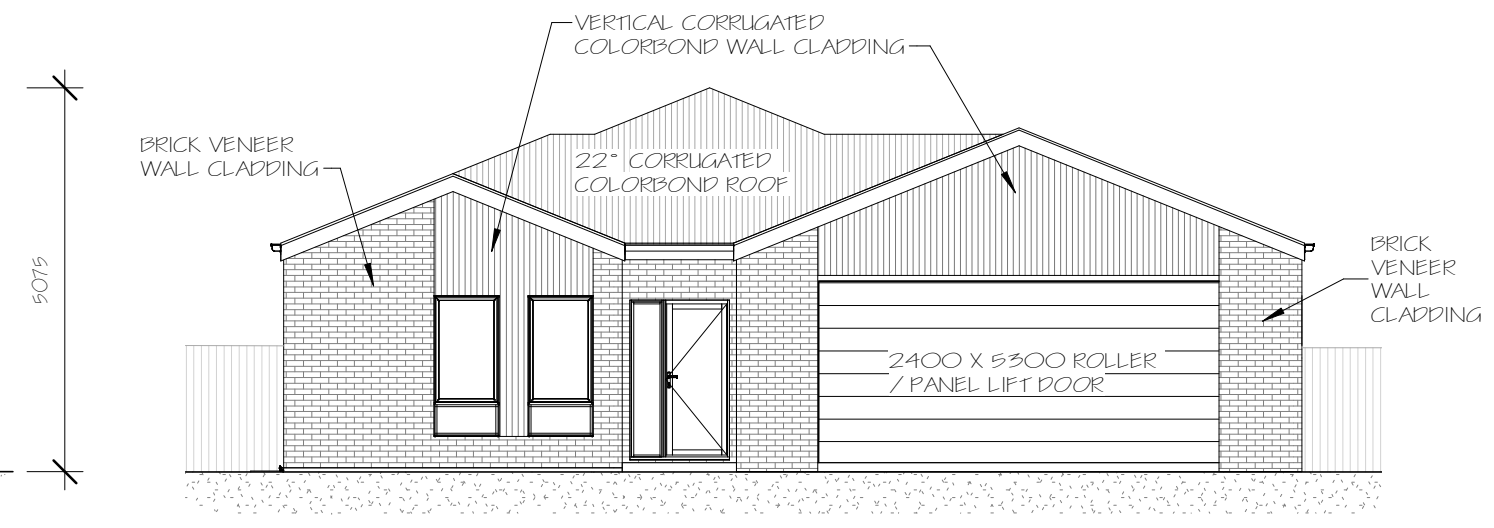 VERTICAL CORRUGATED
COLORBOND WALL CLADDING
BRICK VENEER
WALL CLADDING
22° CORRUGATED
COLORBOND ROOF
5075
BRICK
VENEER
WALL
CLADDING
2400 X 5300 ROLLER
/ PANEL LIFT DOOR